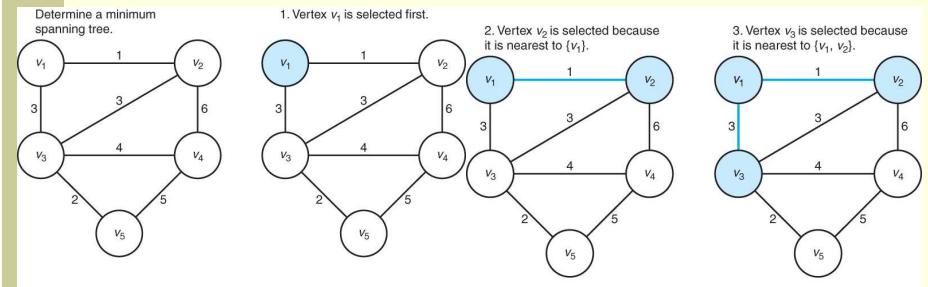 Determine a minimum
spanning tree.
v1
1
v2
3
3
6
v3
4
v4
2
5
v5
1. Vertex v1 is selected first.
v1
1
v2
3
3
6
v3
4
v4
2
5
v5
2. Vertex v2 is selected because
it is nearest to {v1}.
v1
1
v2
3
3
6
v3
4
v4
2
5
v5
3. Vertex v3 is selected because
it is nearest to {v1, v2}.
v1
1
v2
3
3
6
v3
4
v4
2
5
v5